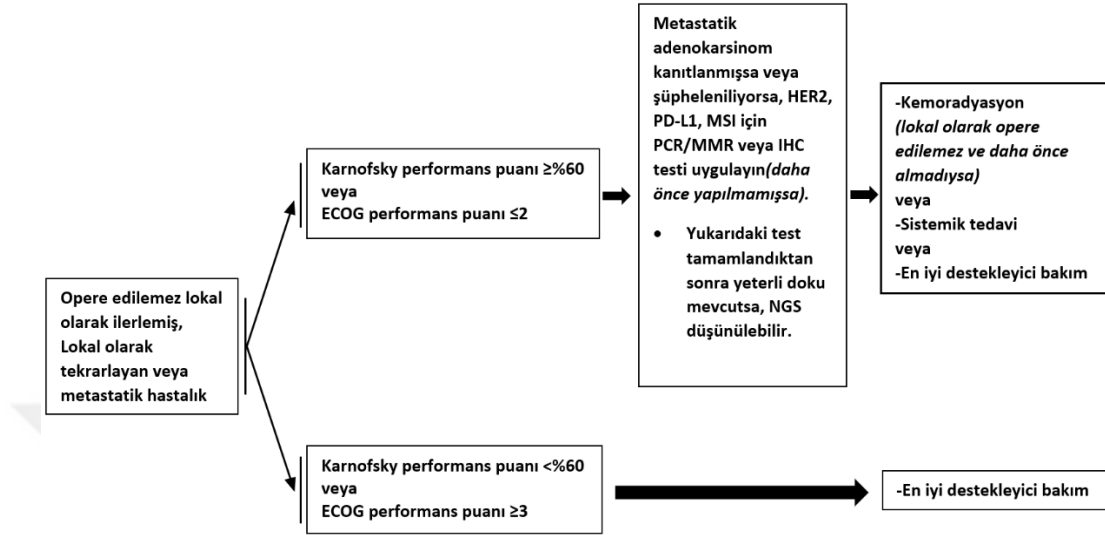 Opere edilemez lokal
olarak ilerlemiş,
Lokal olarak
tekrarlayan veya
metastatik hastalık
Karnofsky performans puanı ≥%60
veya
ECOG performans puanı ≤2
Metastatik
adenokarsinom
kanıtlanmışsa veya
şüpheleniliyorsa, HER2,
PD-L1, MSI için
PCR/MMR veya IHC
testi uygulayın(daha
önce yapılmamışsa).
• Yukarıdaki test
tamamlandıktan
sonra yeterli doku
mevcutsa, NGS
düşünülebilir.
-Kemoradyasyon
(lokal olarak opere
edilemez ve daha önce
almadıysa)
veya
-Sistemik tedavi
veya
-En iyi destekleyici bakım
Karnofsky performans puanı <%60
veya
ECOG performans puanı ≥3
-En iyi destekleyici bakım